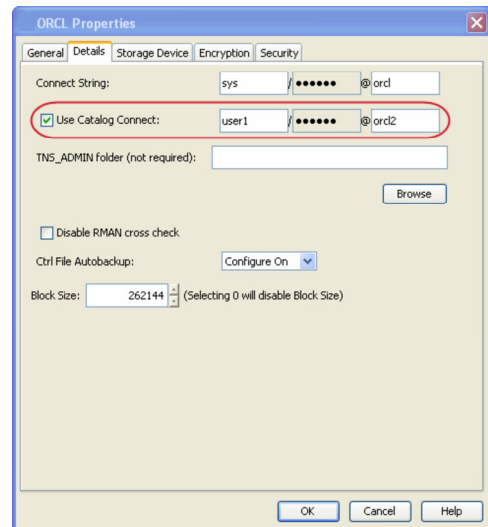 ORCL Properties
General Details Storage Device Encryption Security
Connect String: sys / •••••• @ orcl
Use Catalog Connect: user1 / •••••• @ orcl2
TNS_ADMIN folder (not required):
Browse
Disable RMAN cross check
Ctrl File Autobackup: Configure On
Block Size: 262144 (Selecting 0 will disable Block Size)
OK Cancel Help